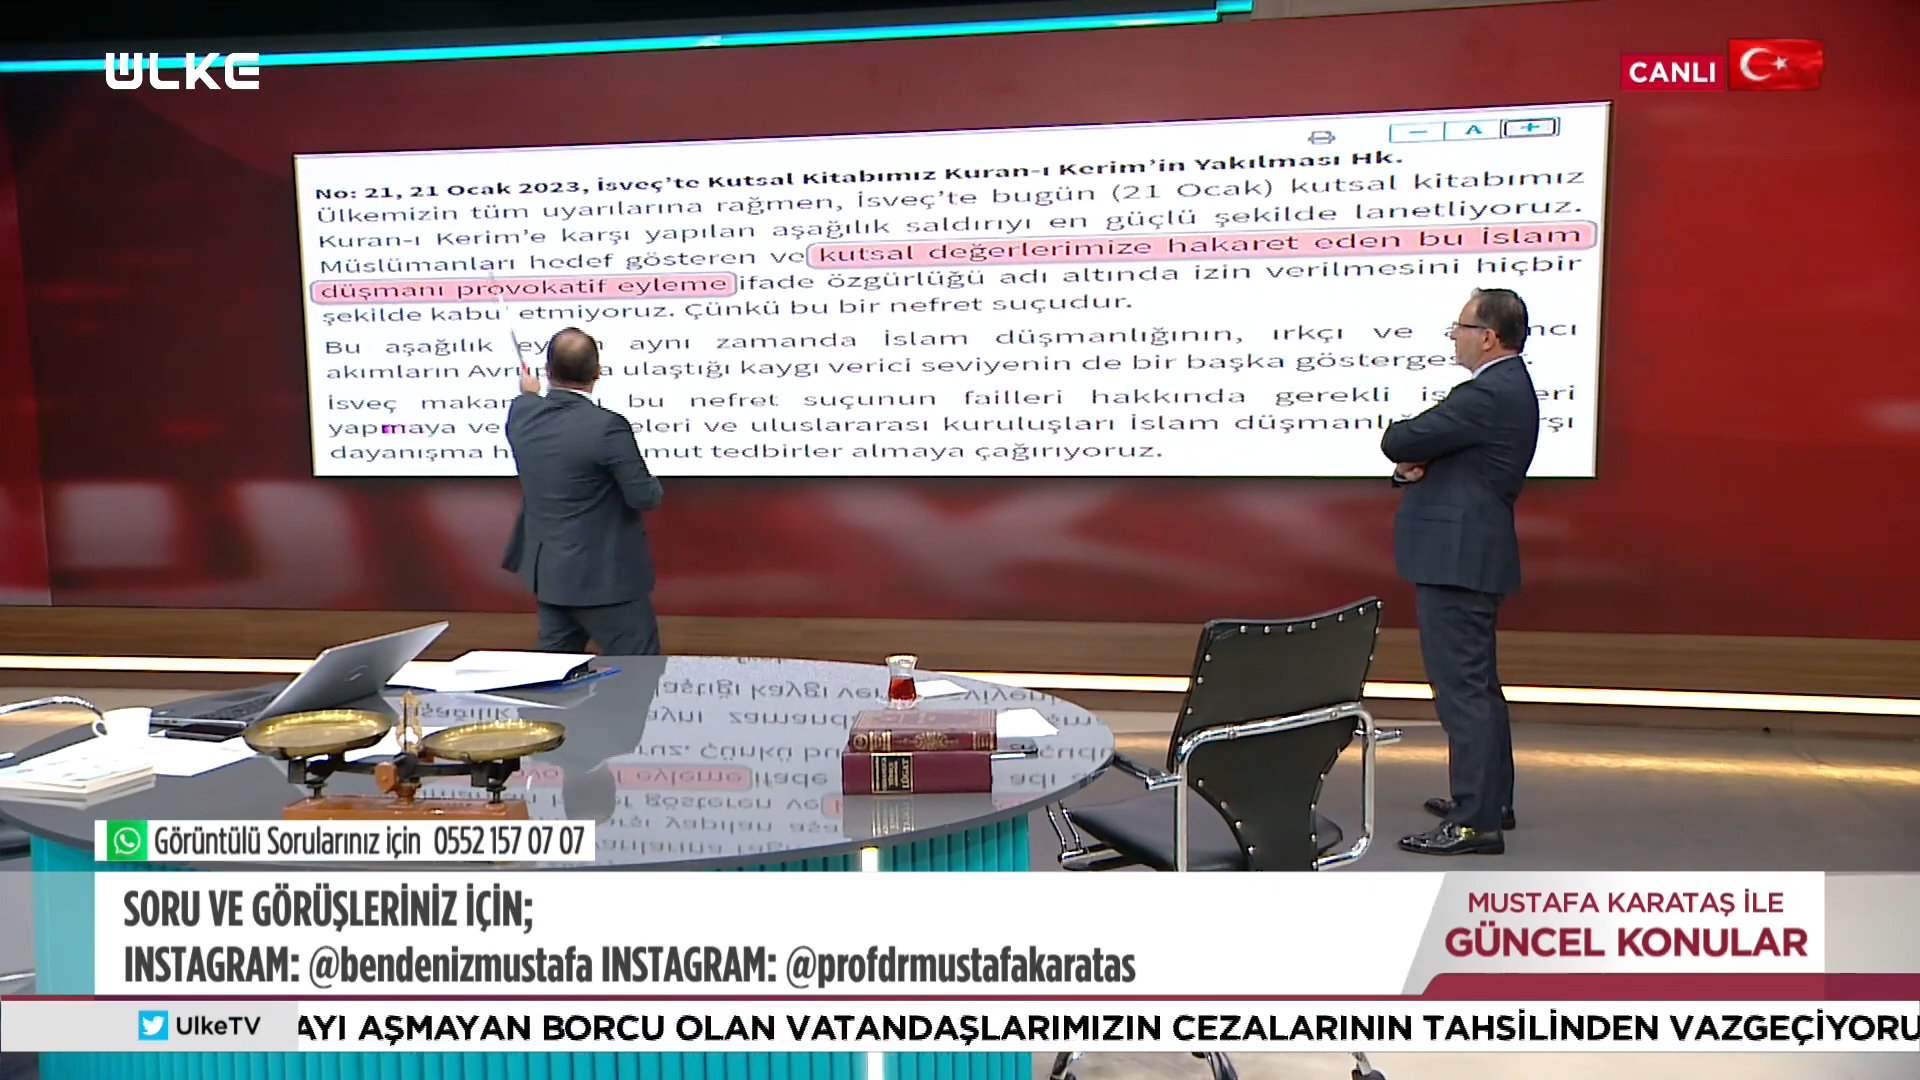 ÜLKE
CANLI
- A +
No: 21, 21 Ocak 2023, İsveç'te Kutsal Kitabımız Kuran-ı Kerim'in Yakılması Hk.
Ülkemizin tüm uyarılarına rağmen, İsveç'te bugün (21 Ocak) kutsal kitabımız
Kuran-ı Kerim'e karşı yapılan aşağılık saldırıyı en güçlü şekilde lanetliyoruz.
Müslümanları hedef gösteren ve kutsal değerlerimize hakaret eden bu İslam
düşmanı provokatif eyleme ifade özgürlüğü adı altında izin verilmesini hiçbir
şekilde kabu etmiyoruz. Çünkü bu bir nefret suçudur.
Bu aşağılık aynı zamanda İslam düşmanlığının, ırkçı ve
akımların ulaştığı kaygı verici seviyenin de bir başka
İsveç bu nefret suçunun failleri hakkında gerekli
yapmaya ve ve uluslararası kuruluşları İslam
dayanışma tedbirler almaya çağırıyoruz.
LÜGAT
Görüntülü Sorularınız için 0552 157 07 07
SORU VE GÖRÜŞLERİNİZ İÇİN;
INSTAGRAM: @bendenizmustafa INSTAGRAM: @profdrmustafakaratas
MUSTAFA KARATAŞ İLE
GÜNCEL KONULAR
UlkeTV AYI AŞMAYAN BORCU OLAN VATANDAŞLARIMIZIN CEZALARININ TAHSİLİNDEN VAZGEÇİYORU